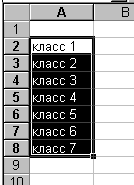 A
1
2 класс 1
3 класс 2
4 класс 3
5 класс 4
6 класс 5
7 класс 6
8 класс 7
9
10